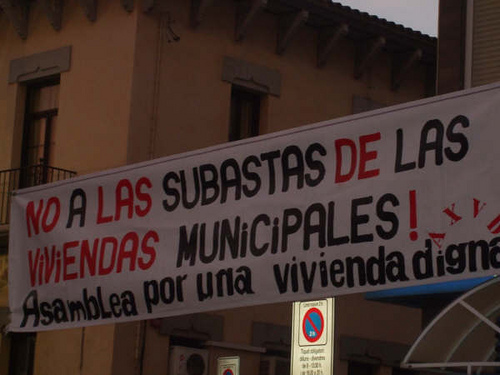 NO A LAS SUBASTAS DE LAS
VIVIENDAS MUNICIPALES!
Asamblea por una vivienda digna